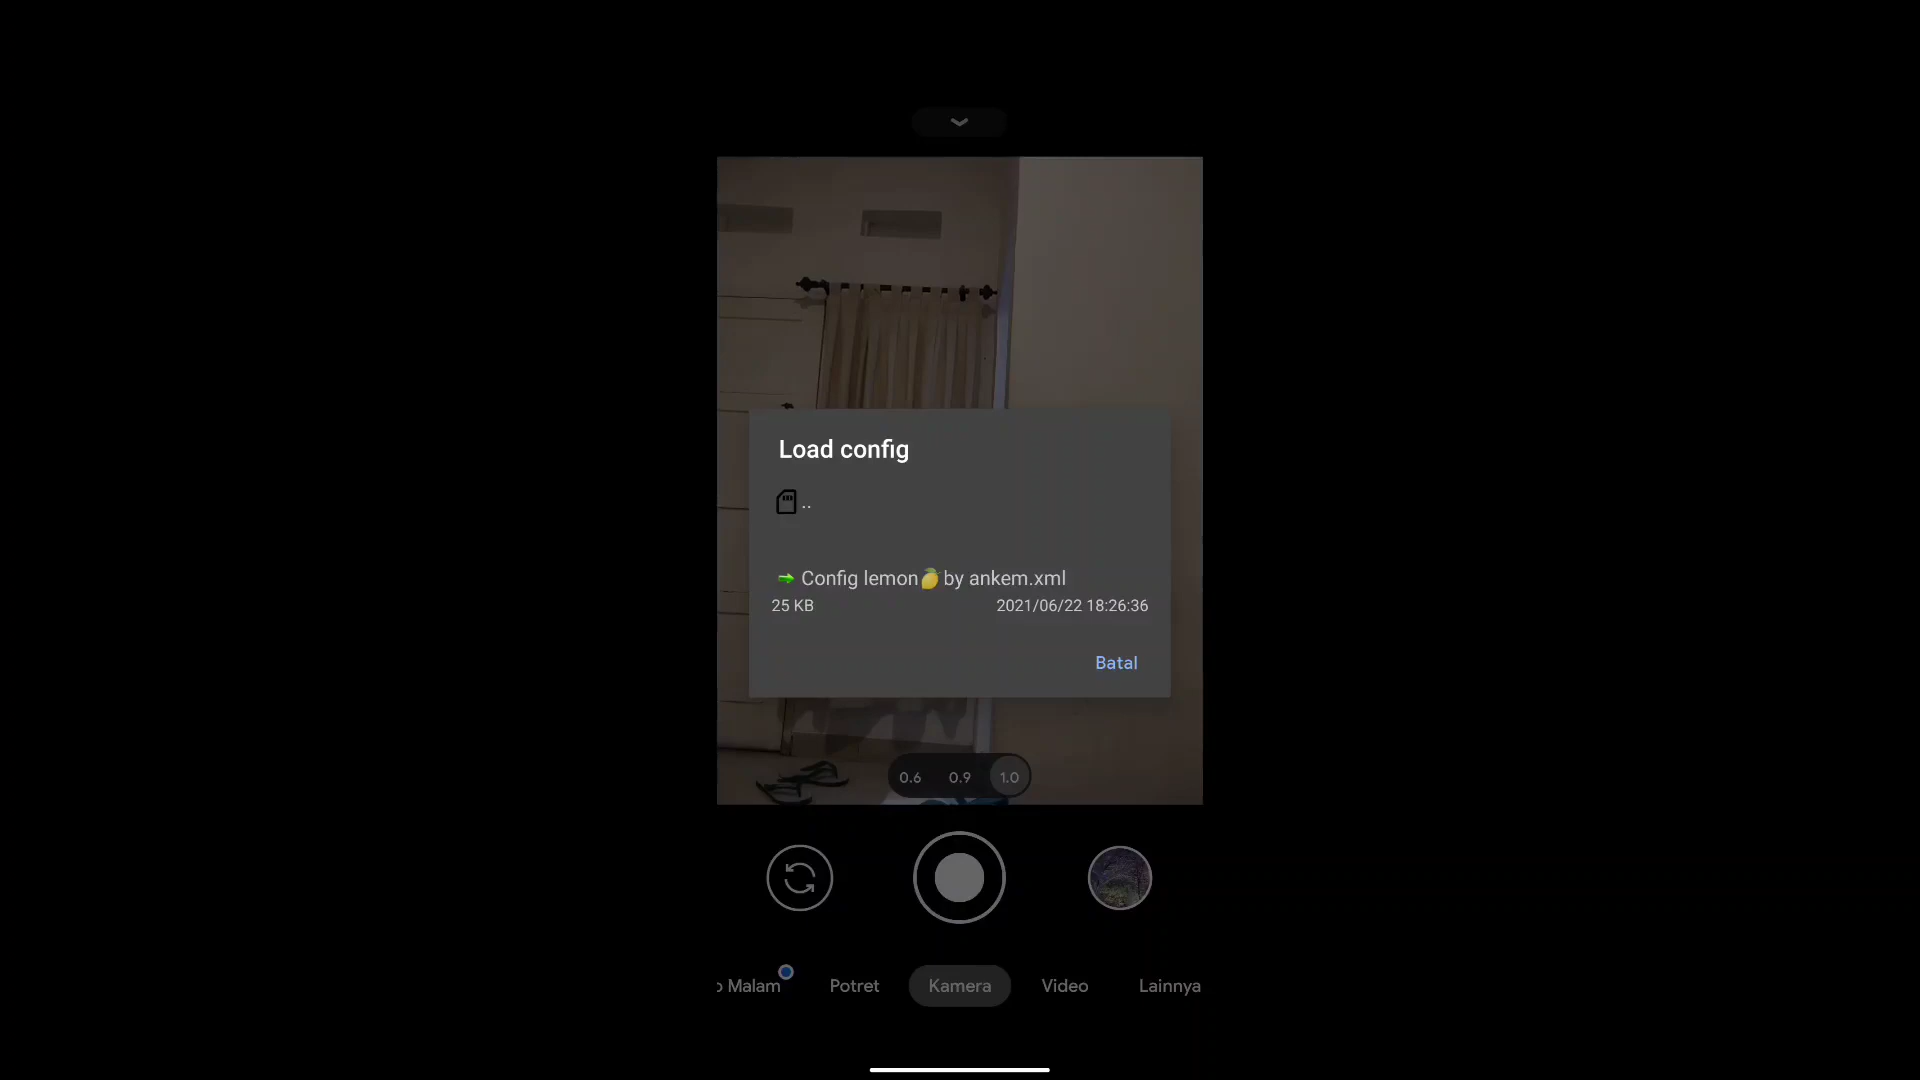 Load config
..
Config lemon🍋by ankem.xml
25 KB 2021/06/22 18:26:36
Batal
0.6 0.9 1.0
o Malam Potret Kamera Video Lainnya